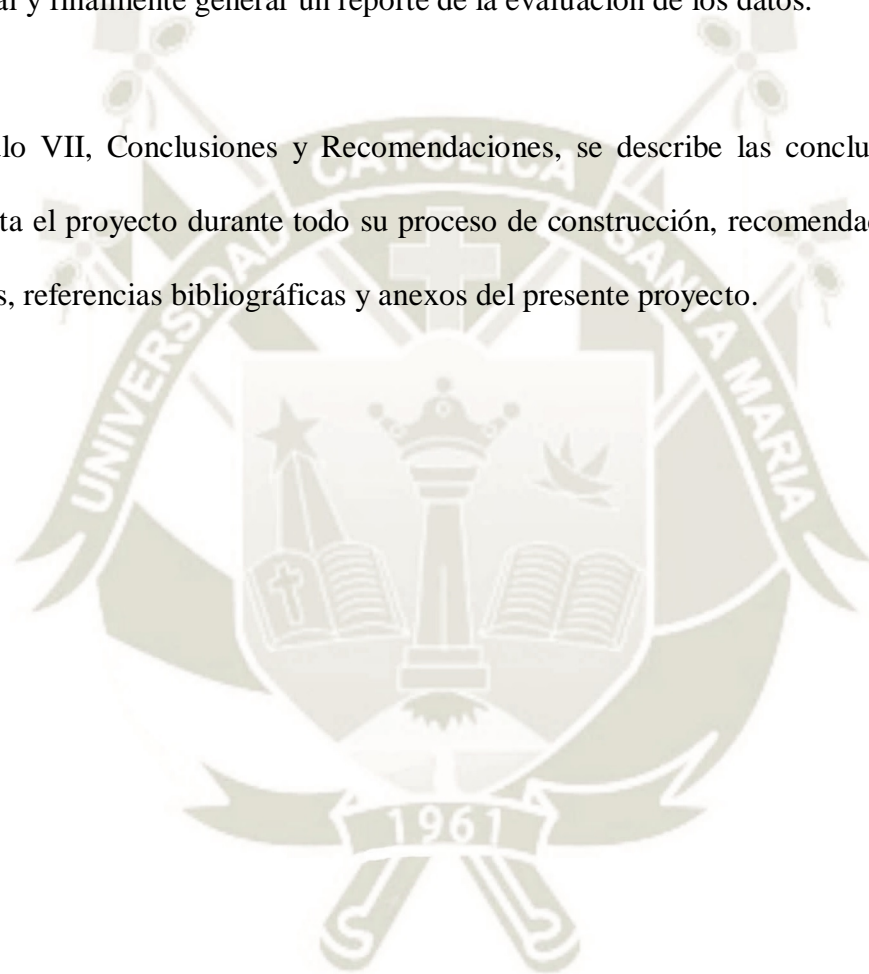 al y finalmente generar un reporte de la evaluación de los datos.
lo VII, Conclusiones y Recomendaciones, se describe las conclu
ta el proyecto durante todo su proceso de construcción, recomenda
s, referencias bibliográficas y anexos del presente proyecto.
UNIVERSIDAD CATOLICA SANTA MARIA
1961